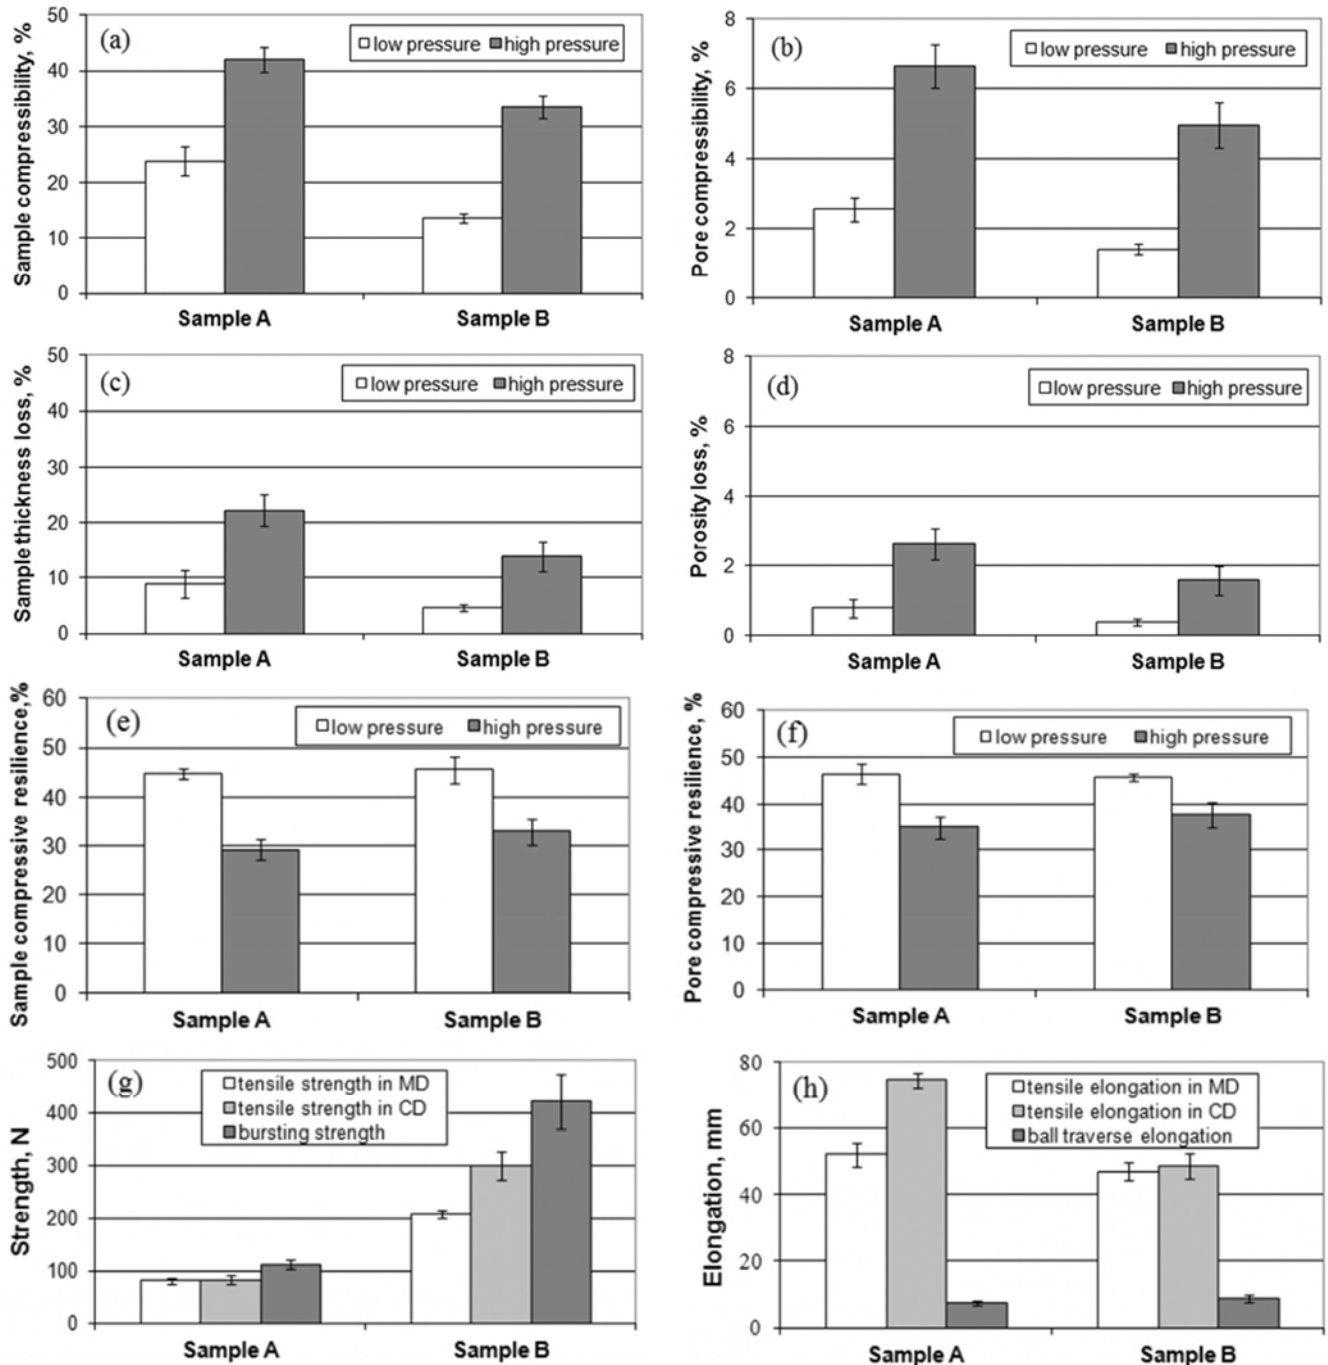 (a)
low pressure high pressure
Sample compressibility, %
50
40
30
20
10
0
Sample A Sample B
(b)
low pressure high pressure
Pore compressibility, %
8
6
4
2
0
Sample A Sample B
(c)
low pressure high pressure
Sample thickness loss, %
50
40
30
20
10
0
Sample A Sample B
(d)
low pressure high pressure
Porosity loss, %
8
6
4
2
0
Sample A Sample B
(e)
low pressure high pressure
Sample compressive resilience,%
60
50
40
30
20
10
0
Sample A Sample B
(f)
low pressure high pressure
Pore compressive resilience, %
60
50
40
30
20
10
0
Sample A Sample B
(g)
tensile strength in MD
tensile strength in CD
bursting strength
Strength, N
500
400
300
200
100
0
Sample A Sample B
(h)
tensile elongation in MD
tensile elongation in CD
ball traverse elongation
Elongation, mm
80
60
40
20
0
Sample A Sample B